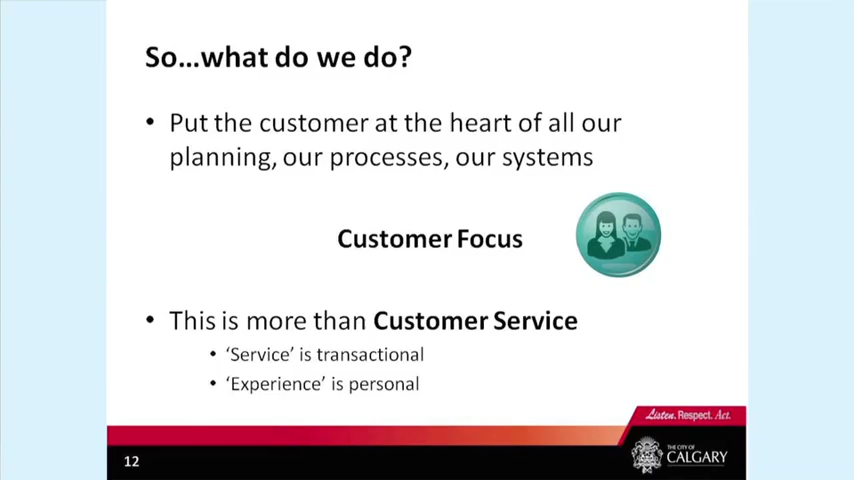 So...what do we do?
• Put the customer at the heart of all our
planning, our processes, our systems
Customer Focus
• This is more than Customer Service
• ‘Service’ is transactional
• ‘Experience’ is personal
Listen. Respect. Act.
12
THE CITY OF
CALGARY